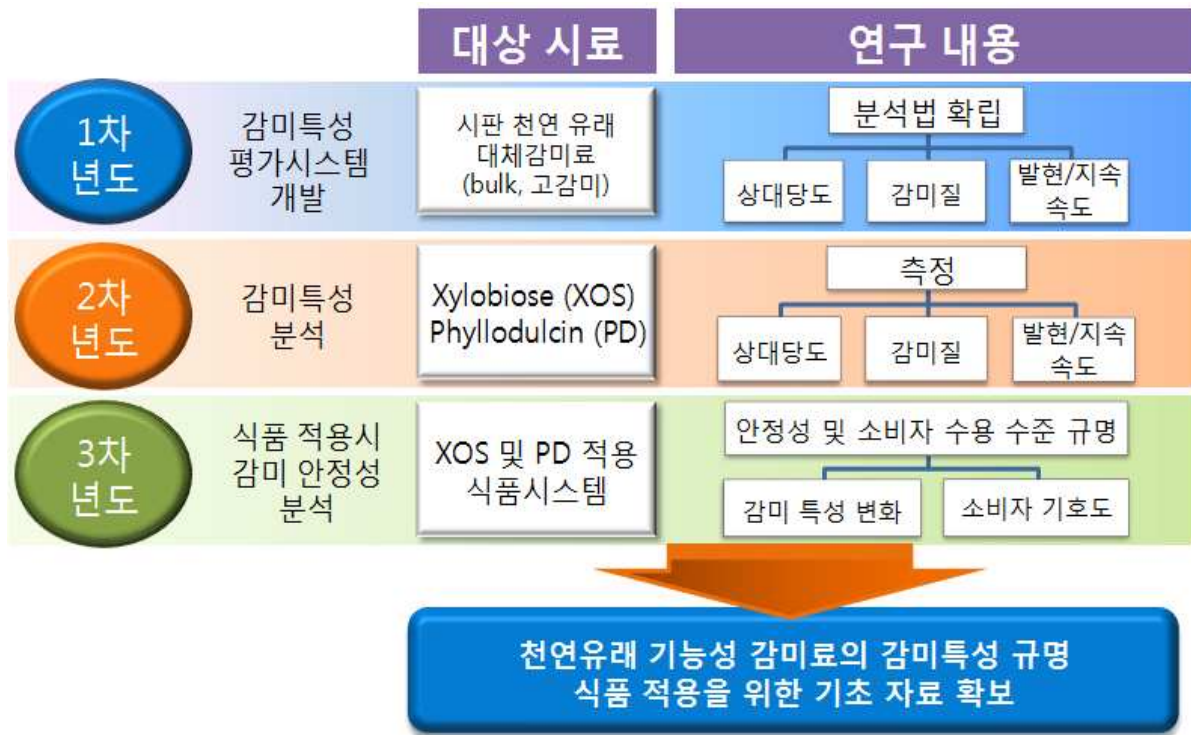 대상 시료
연구 내용
1차
년도
감미특성
평가시스템
개발
시판 천연 유래
대체감미료
(bulk, 고감미)
분석법 확립
상대당도
감미질
발현/지속
속도
2차
년도
감미특성
분석
Xylobiose (XOS)
Phyllodulcin (PD)
측정
상대당도
감미질
발현/지속
속도
3차
년도
식품 적용시
감미 안정성
분석
XOS 및 PD 적용
식품시스템
안정성 및 소비자 수용 수준 규명
감미 특성 변화
소비자 기호도
천연유래 기능성 감미료의 감미특성 규명
식품 적용을 위한 기초 자료 확보